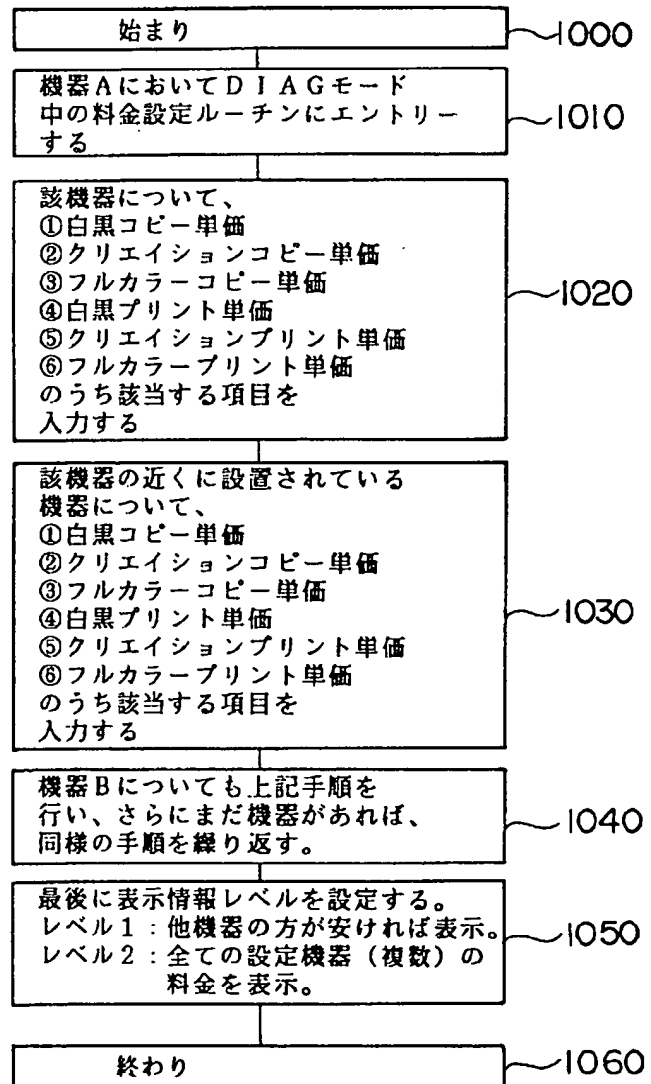 始まり
1000
機器AにおいてDIAGモード
中の料金設定ルーチンにエントリー
する
1010
該機器について、
①白黒コピー単価
②クリエイションコピー単価
③フルカラーコピー単価
④白黒プリント単価
⑤クリエイションプリント単価
⑥フルカラープリント単価
のうち該当する項目を
入力する
1020
該機器の近くに設置されている
機器について、
①白黒コピー単価
②クリエイションコピー単価
③フルカラーコピー単価
④白黒プリント単価
⑤クリエイションプリント単価
⑥フルカラープリント単価
のうち該当する項目を
入力する
1030
機器Bについても上記手順を
行い、さらにまだ機器があれば、
同様の手順を繰り返す。
1040
最後に表示情報レベルを設定する。
レベル1:他機器の方が安ければ表示。
レベル2:全ての設定機器(複数)の
料金を表示。
1050
終わり
1060